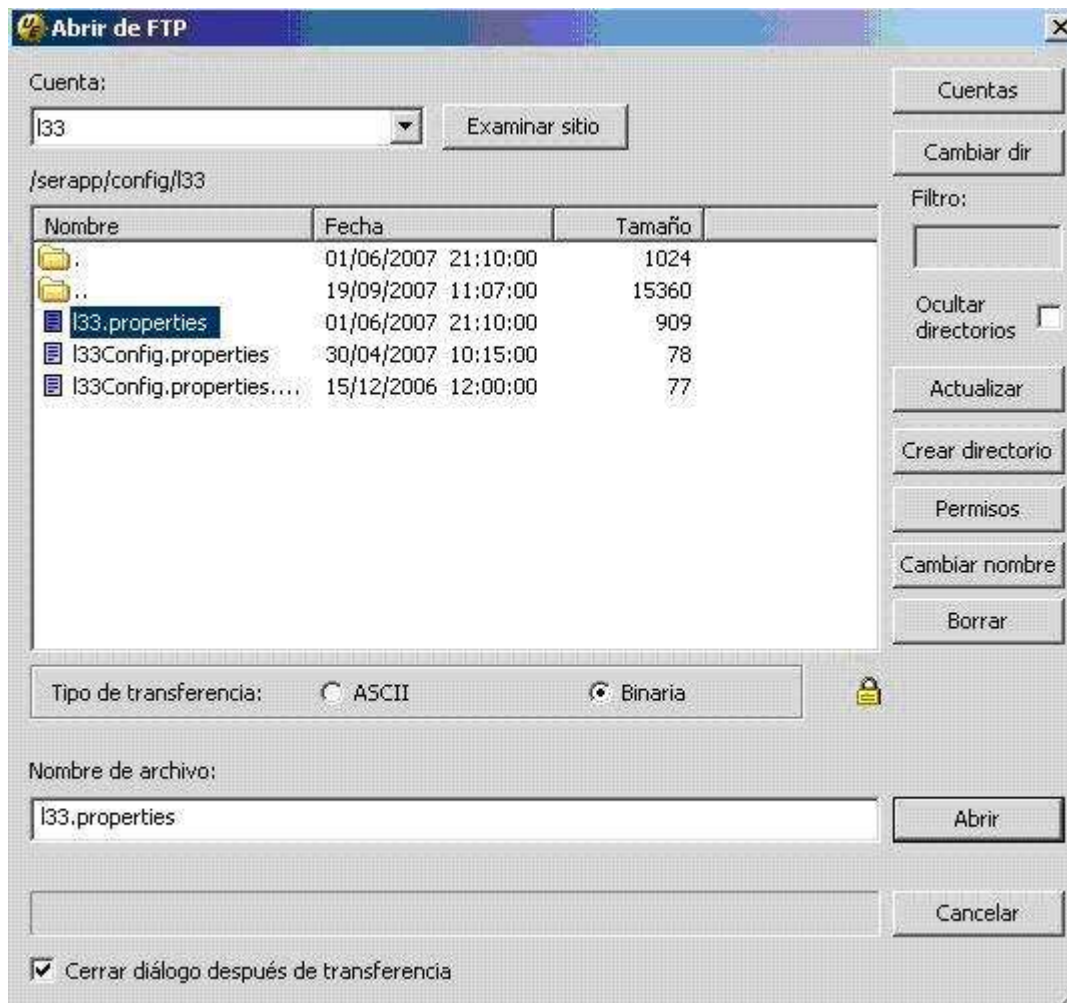 Abrir de FTP
Cuenta:
l33
Examinar sitio
Cuentas
Cambiar dir
/serapp/config/l33
Filtro:
Nombre Fecha Tamaño
. 01/06/2007 21:10:00 1024
.. 19/09/2007 11:07:00 15360
l33.properties 01/06/2007 21:10:00 909
l33Config.properties 30/04/2007 10:15:00 78
l33Config.properties.... 15/12/2006 12:00:00 77
Ocultar
directorios
Actualizar
Crear directorio
Permisos
Cambiar nombre
Borrar
Tipo de transferencia: ASCII Binaria
Nombre de archivo:
l33.properties
Abrir
Cancelar
Cerrar diálogo después de transferencia